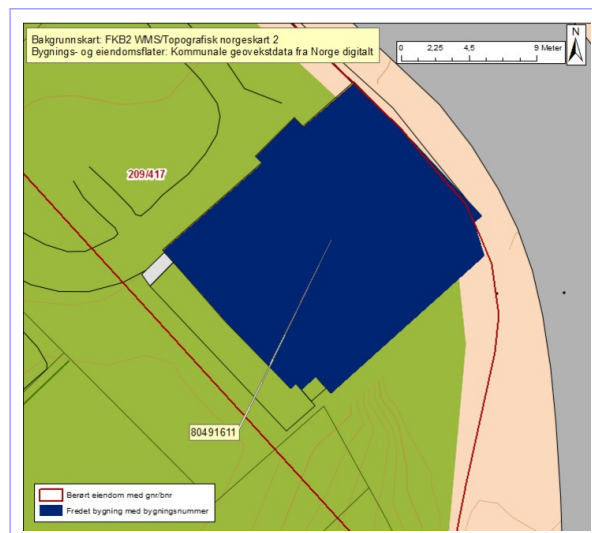 Bakgrunnskart: FKB2 WMS/Topografisk norgeskart 2
Bygnings- og eiendomsflater: Kommunale geovekstdata fra Norge digitalt
0 2,25 4,5 9 Meter
N
209/417
80491611
Berørt eiendom med gnr/bnr
Fredet bygning med bygningsnummer